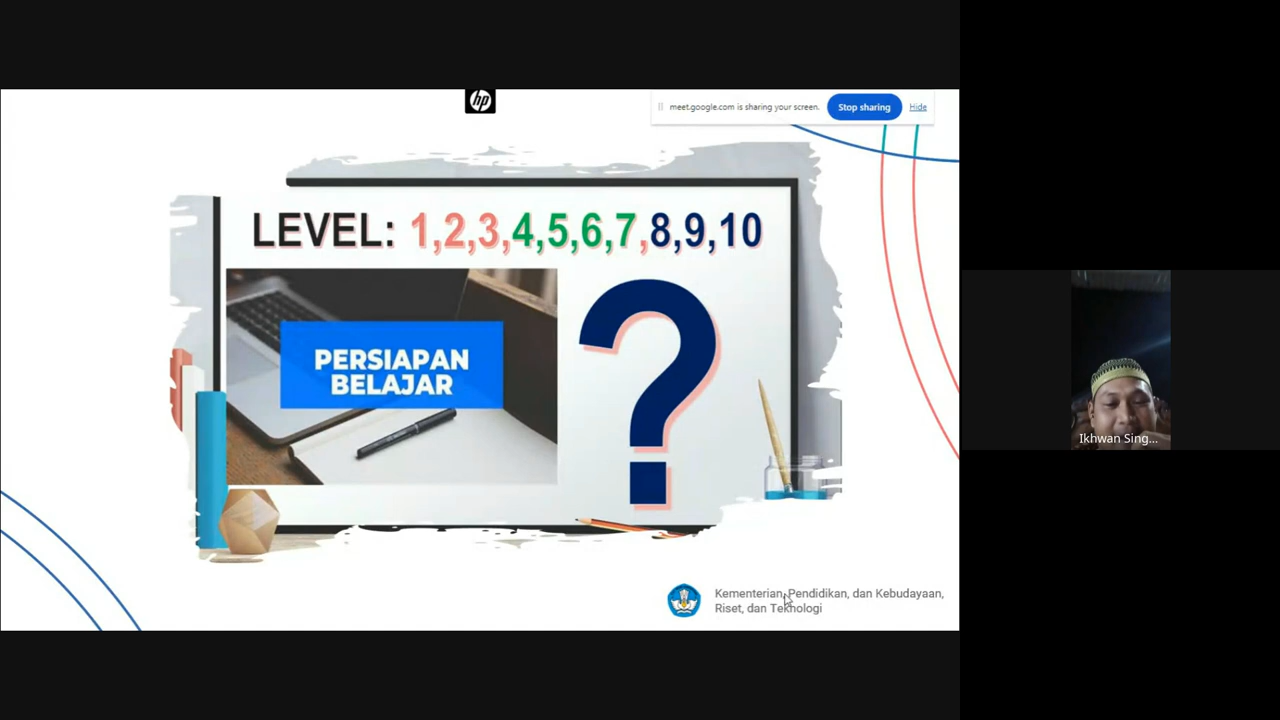 hp
meet.google.com is sharing your screen.
Stop sharing
Hide
LEVEL: 1,2,3,4,5,6,7,8,9,10
PERSIAPAN
BELAJAR
?
Kementerian, Pendidikan, dan Kebudayaan,
Riset, dan Teknologi
Ikhwan Sing...